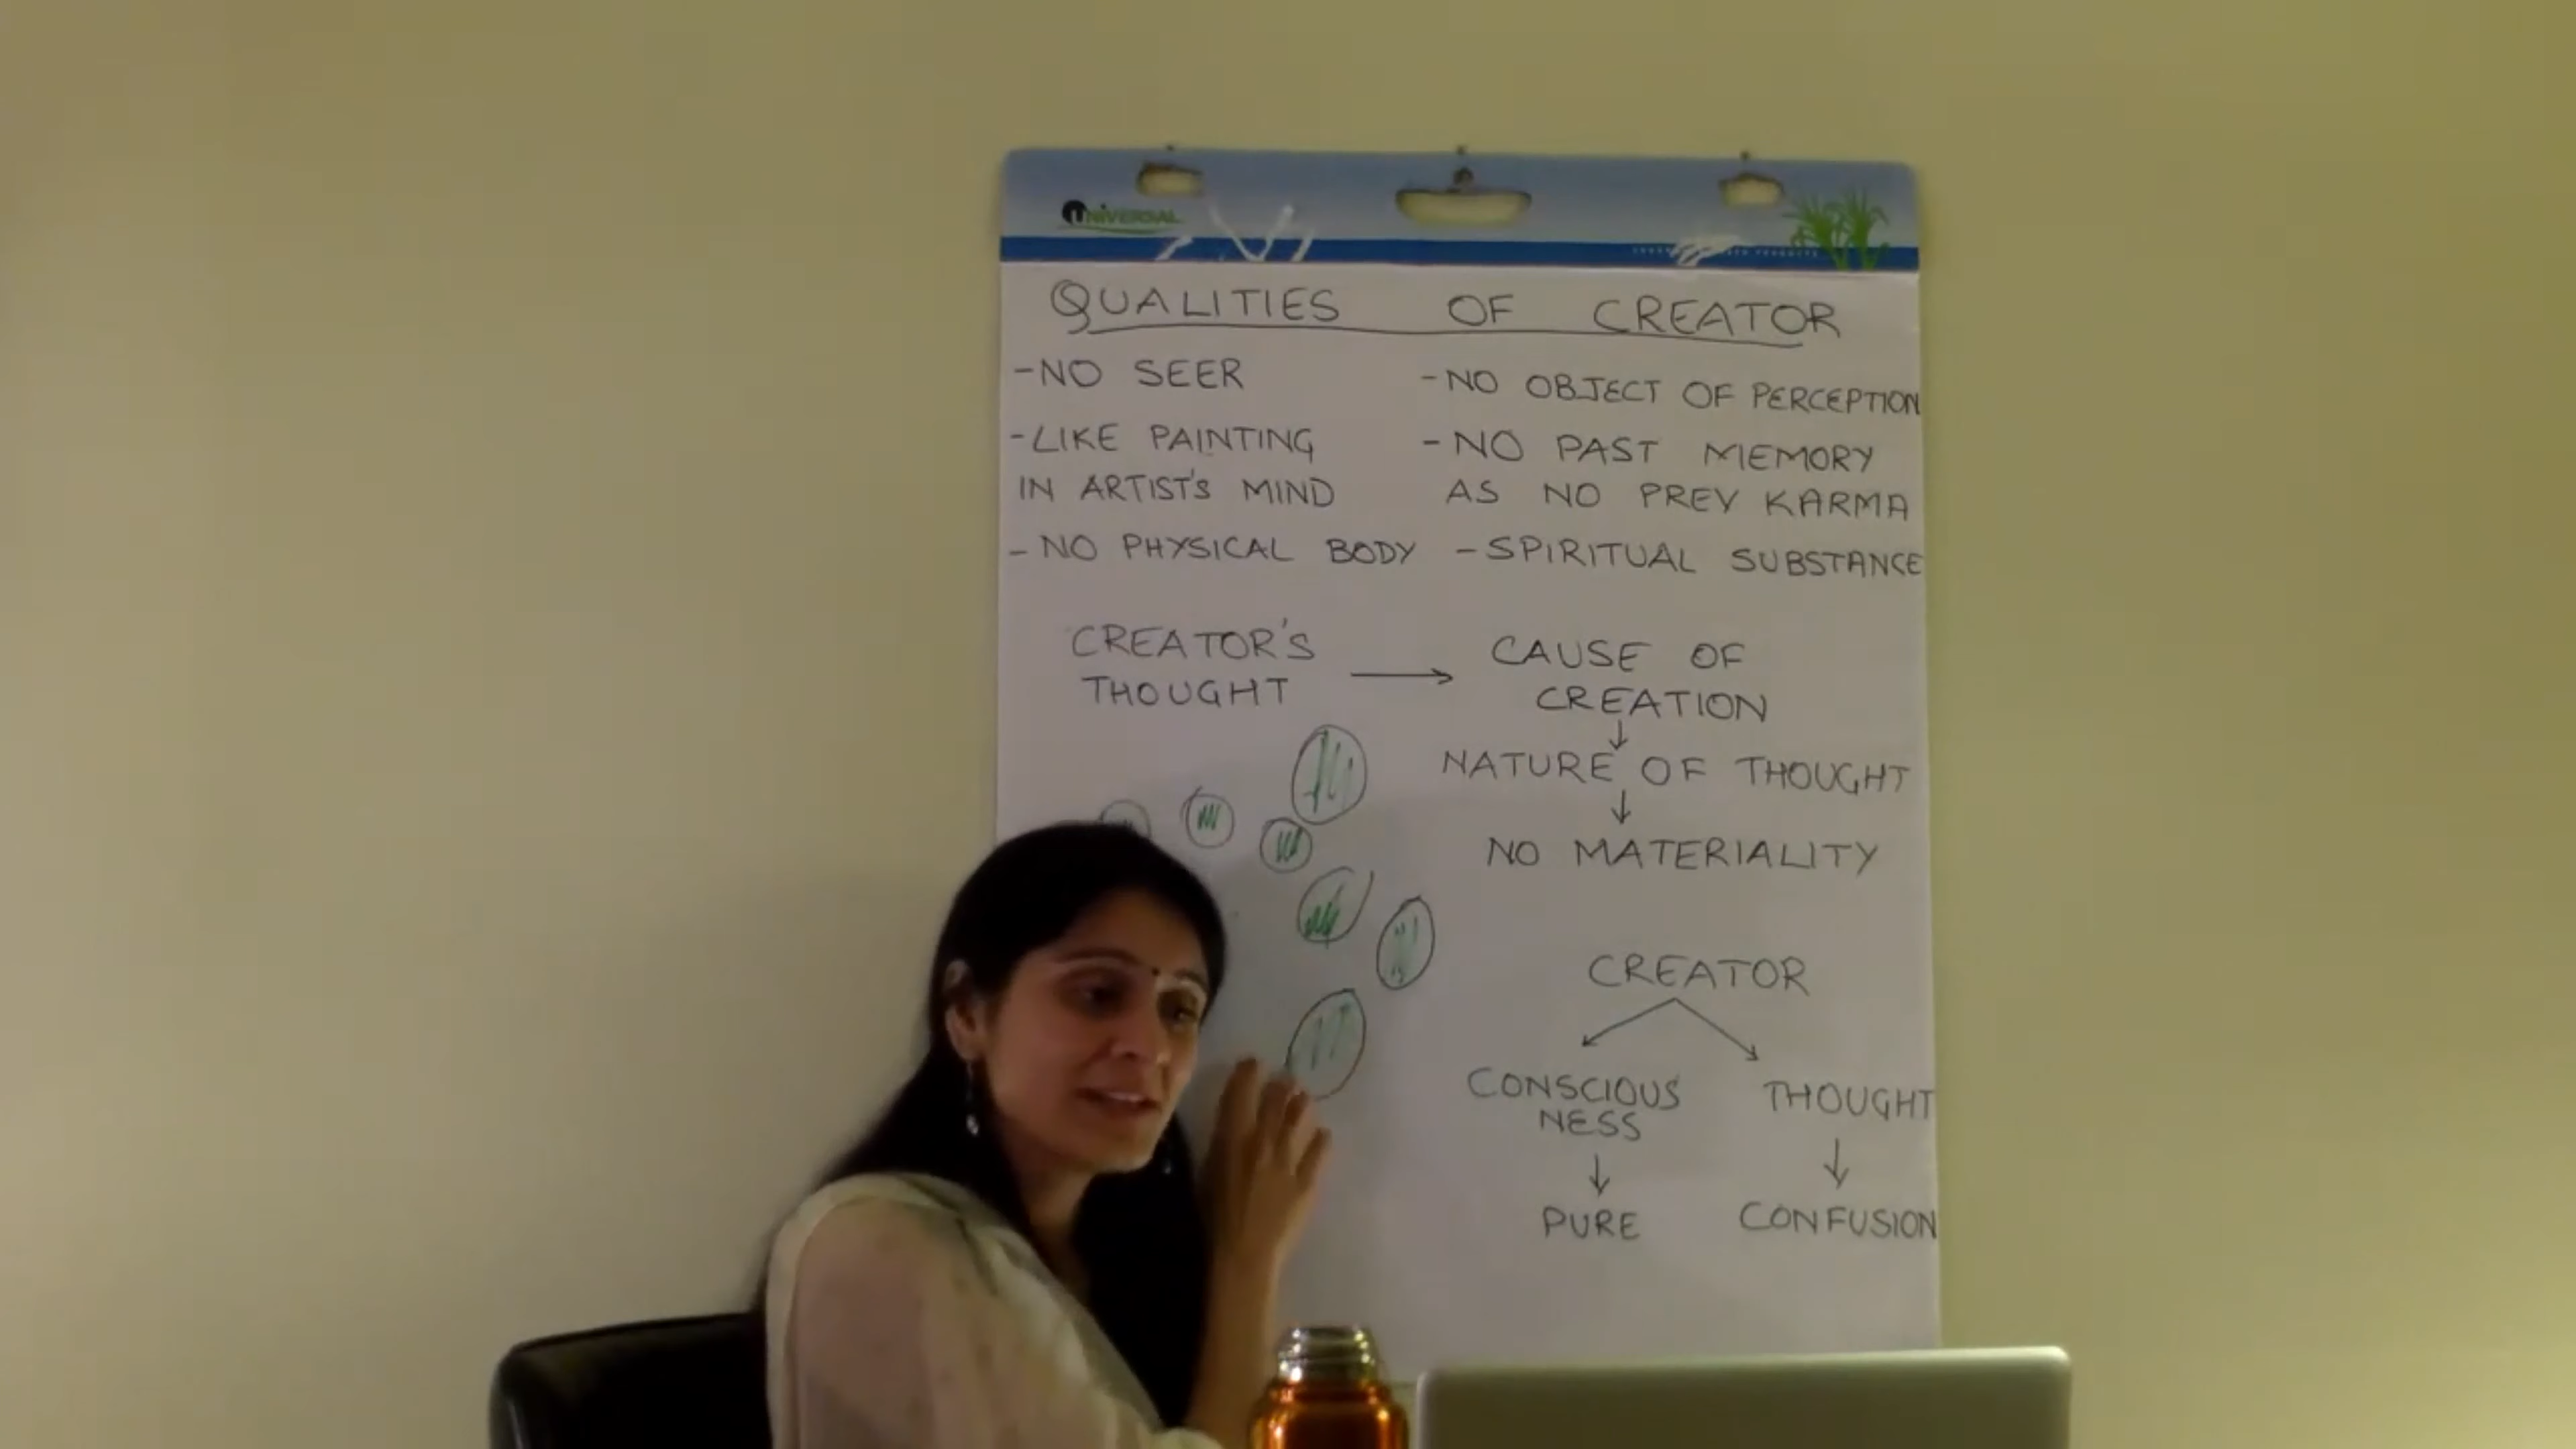 UNIVERSAL
QUALITIES OF CREATOR
-NO SEER
-NO OBJECT OF PERCEPTION
-LIKE PAINTING
IN ARTIST'S MIND
-NO PAST MEMORY
AS NO PREV KARMA
-NO PHYSICAL BODY
-SPIRITUAL SUBSTANCE
CREATOR'S
THOUGHT
CAUSE OF
CREATION
NATURE OF THOUGHT
NO MATERIALITY
CREATOR
CONSCIOUS
NESS
THOUGHT
PURE
CONFUSION